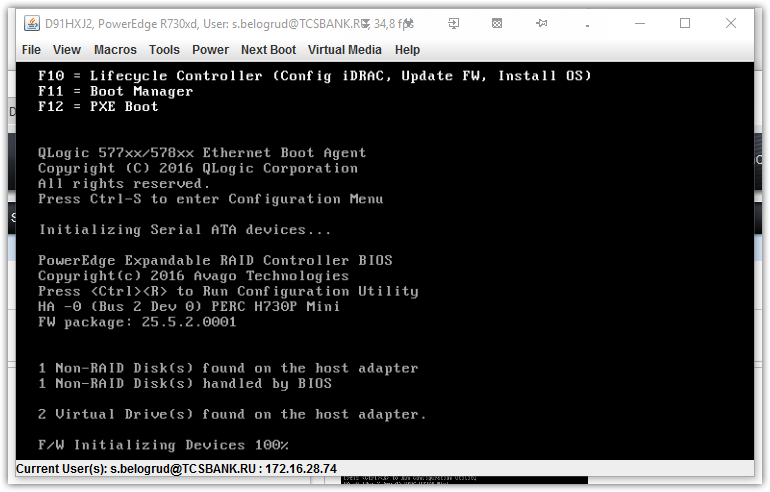 D91HXJ2, PowerEdge R730xd, User: s.belogrud@TCSBANK.RU, 34,8 fps
File View Macros Tools Power Next Boot Virtual Media Help
F10 = Lifecycle Controller (Config iDRAC, Update FW, Install OS)
F11 = Boot Manager
F12 = PXE Boot
QLogic 577xx/578xx Ethernet Boot Agent
Copyright (C) 2016 QLogic Corporation
All rights reserved.
Press Ctrl-S to enter Configuration Menu
Initializing Serial ATA devices...
PowerEdge Expandable RAID Controller BIOS
Copyright(c) 2016 Avago Technologies
Press <Ctrl><R> to Run Configuration Utility
HA -0 (Bus 2 Dev 0) PERC H730P Mini
FW package: 25.5.2.0001
1 Non-RAID Disk(s) found on the host adapter
1 Non-RAID Disk(s) handled by BIOS
2 Virtual Drive(s) found on the host adapter.
F/W Initializing Devices 100%
Current User(s): s.belogrud@TCSBANK.RU : 172.16.28.74